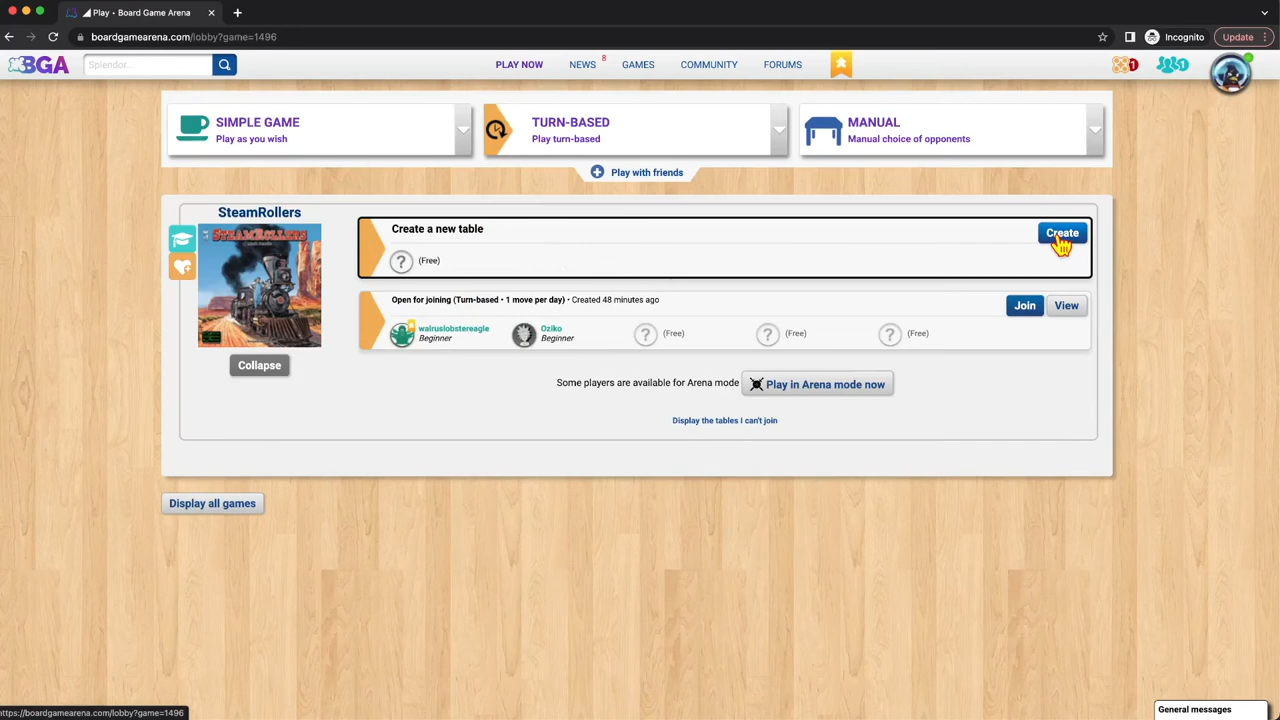 Play • Board Game Arena
boardgamearena.com/lobby?game=1496
Incognito
Update
BGA
Splendor...
PLAY NOW
NEWS
8
GAMES
COMMUNITY
FORUMS
1
1
SIMPLE GAME
Play as you wish
TURN-BASED
Play turn-based
MANUAL
Manual choice of opponents
Play with friends
SteamRollers
STEAMROLLERS
Collapse
Create a new table
Create
? (Free)
Open for joining (Turn-based • 1 move per day) • Created 48 minutes ago
Join
View
walruslobstereagle
Beginner
Oziko
Beginner
? (Free)
? (Free)
? (Free)
Some players are available for Arena mode
Play in Arena mode now
Display the tables I can't join
Display all games
https://boardgamearena.com/lobby?game=1496
General messages